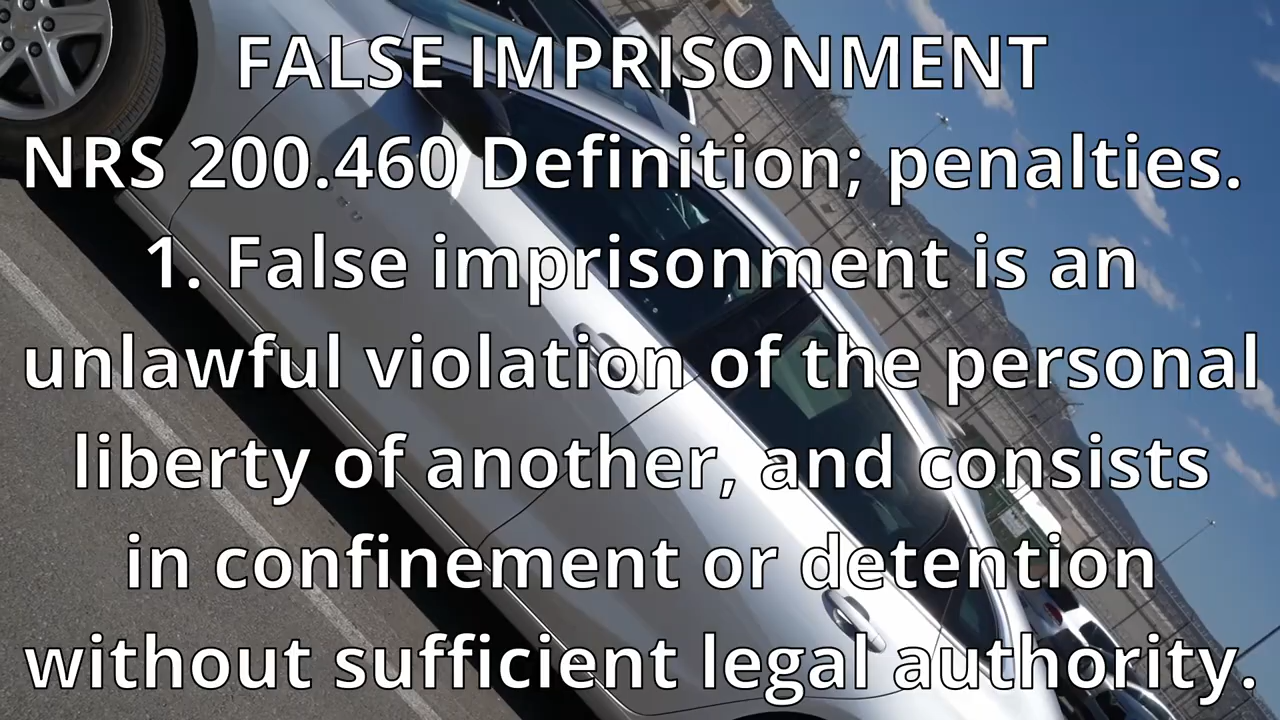 FALSE IMPRISONMENT
NRS 200.460 Definition; penalties.
1. False imprisonment is an
unlawful violation of the personal
liberty of another, and consists
in confinement or detention
without sufficient legal authority.